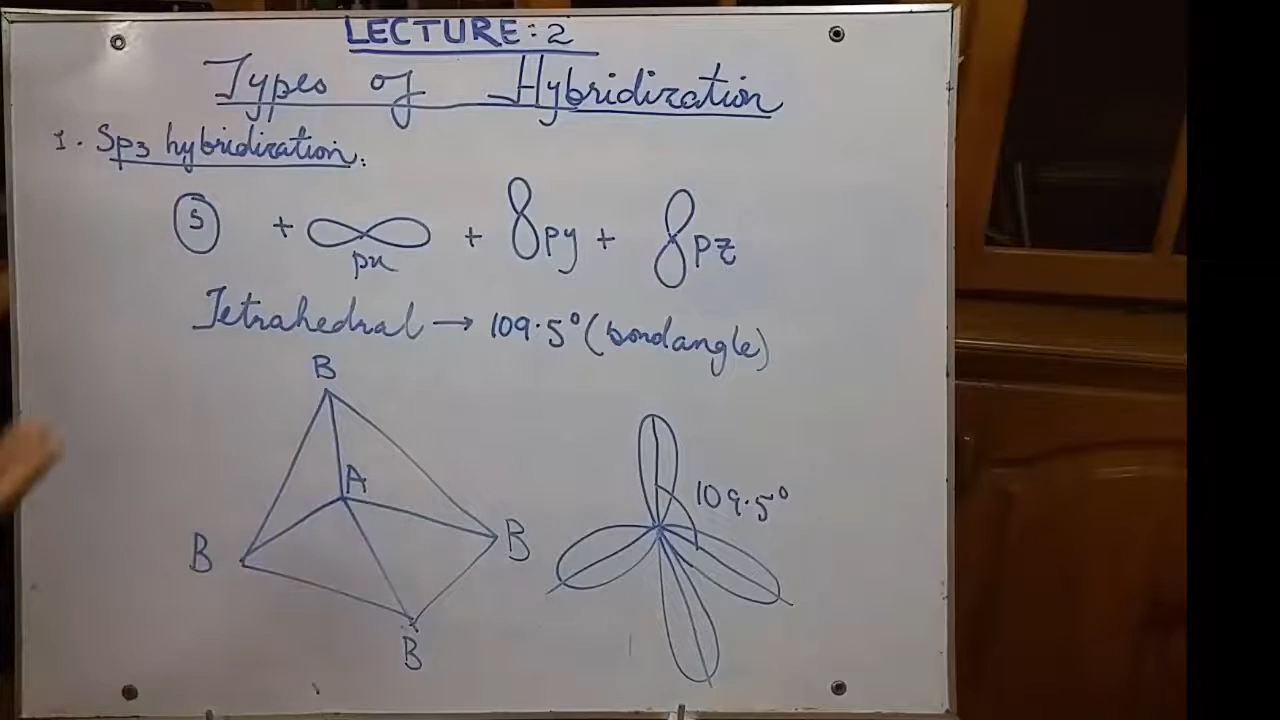 LECTURE: 2
Types of Hybridization
1. Sp3 hybridization.
S + px + py + pz
Tetrahedral → 109.5° (bondangle)
B
A
B
B
B
109.5°